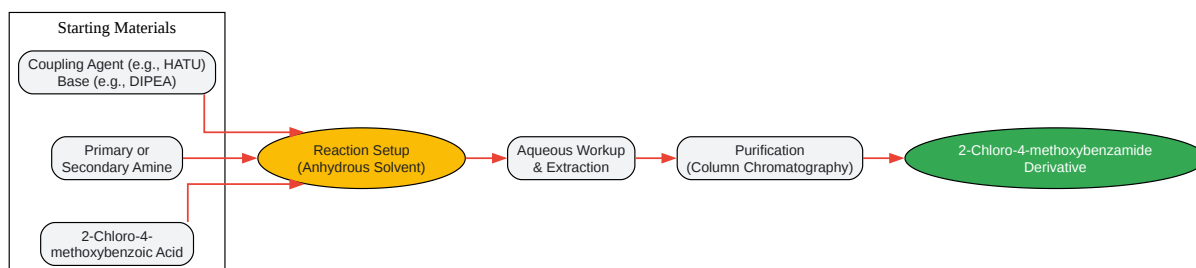 Starting Materials
Coupling Agent (e.g., HATU)
Base (e.g., DIPEA)
Primary or
Secondary Amine
2-Chloro-4-
methoxybenzoic Acid
Reaction Setup
(Anhydrous Solvent)
Aqueous Workup
& Extraction
Purification
(Column Chromatography)
2-Chloro-4-methoxybenzamide
Derivative